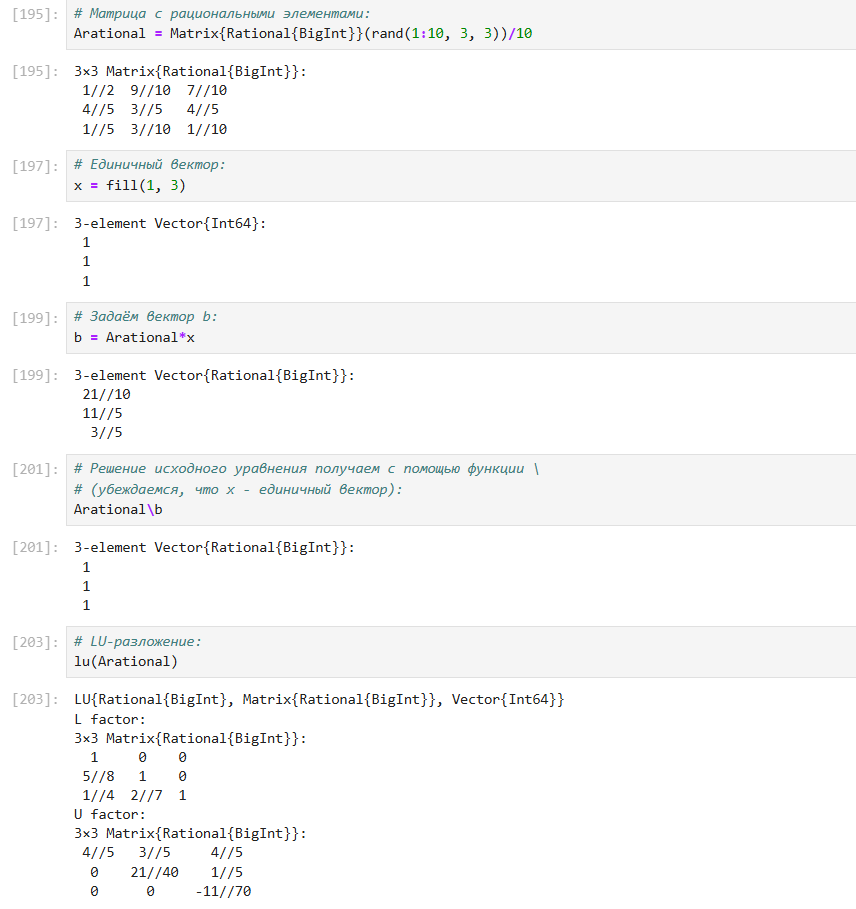 [195]: # Матрица с рациональными элементами:
Arational = Matrix{Rational{BigInt}}(rand(1:10, 3, 3))/10
[195]: 3×3 Matrix{Rational{BigInt}}:
1//2 9//10 7//10
4//5 3//5 4//5
1//5 3//10 1//10
[197]: # Единичный вектор:
x = fill(1, 3)
[197]: 3-element Vector{Int64}:
1
1
1
[199]: # Задаём вектор b:
b = Arational*x
[199]: 3-element Vector{Rational{BigInt}}:
21//10
11//5
3//5
[201]: # Решение исходного уравнения получаем с помощью функции \
# (убеждаемся, что x - единичный вектор):
Arational\b
[201]: 3-element Vector{Rational{BigInt}}:
1
1
1
[203]: # LU-разложение:
lu(Arational)
[203]: LU{Rational{BigInt}, Matrix{Rational{BigInt}}, Vector{Int64}}
L factor:
3×3 Matrix{Rational{BigInt}}:
1 0 0
5//8 1 0
1//4 2//7 1
U factor:
3×3 Matrix{Rational{BigInt}}:
4//5 3//5 4//5
0 21//40 1//5
0 0 -11//70